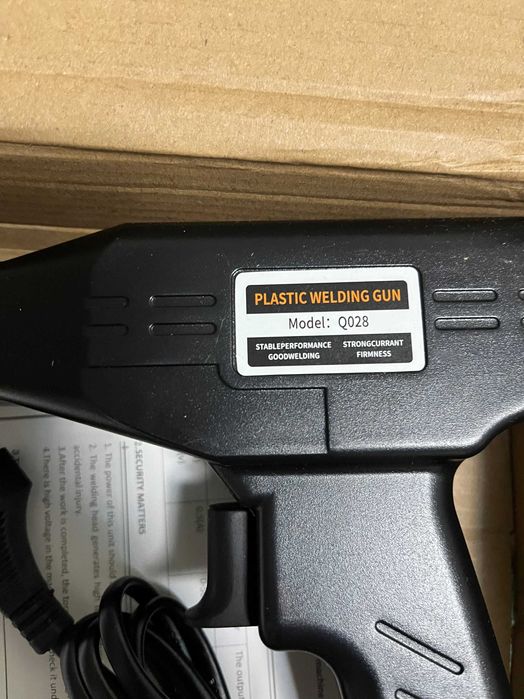 PLASTIC WELDING GUN
Model: Q028
STABLEPERFORMANCE STRONGCURRANT
GOODWELDING FIRMNESS
2.SECURITY MATTERS
1. The power of this unit should
2. The welding head generates high
accidental injury.
3.After the work is completed, the
4.There is high voltage in the
The